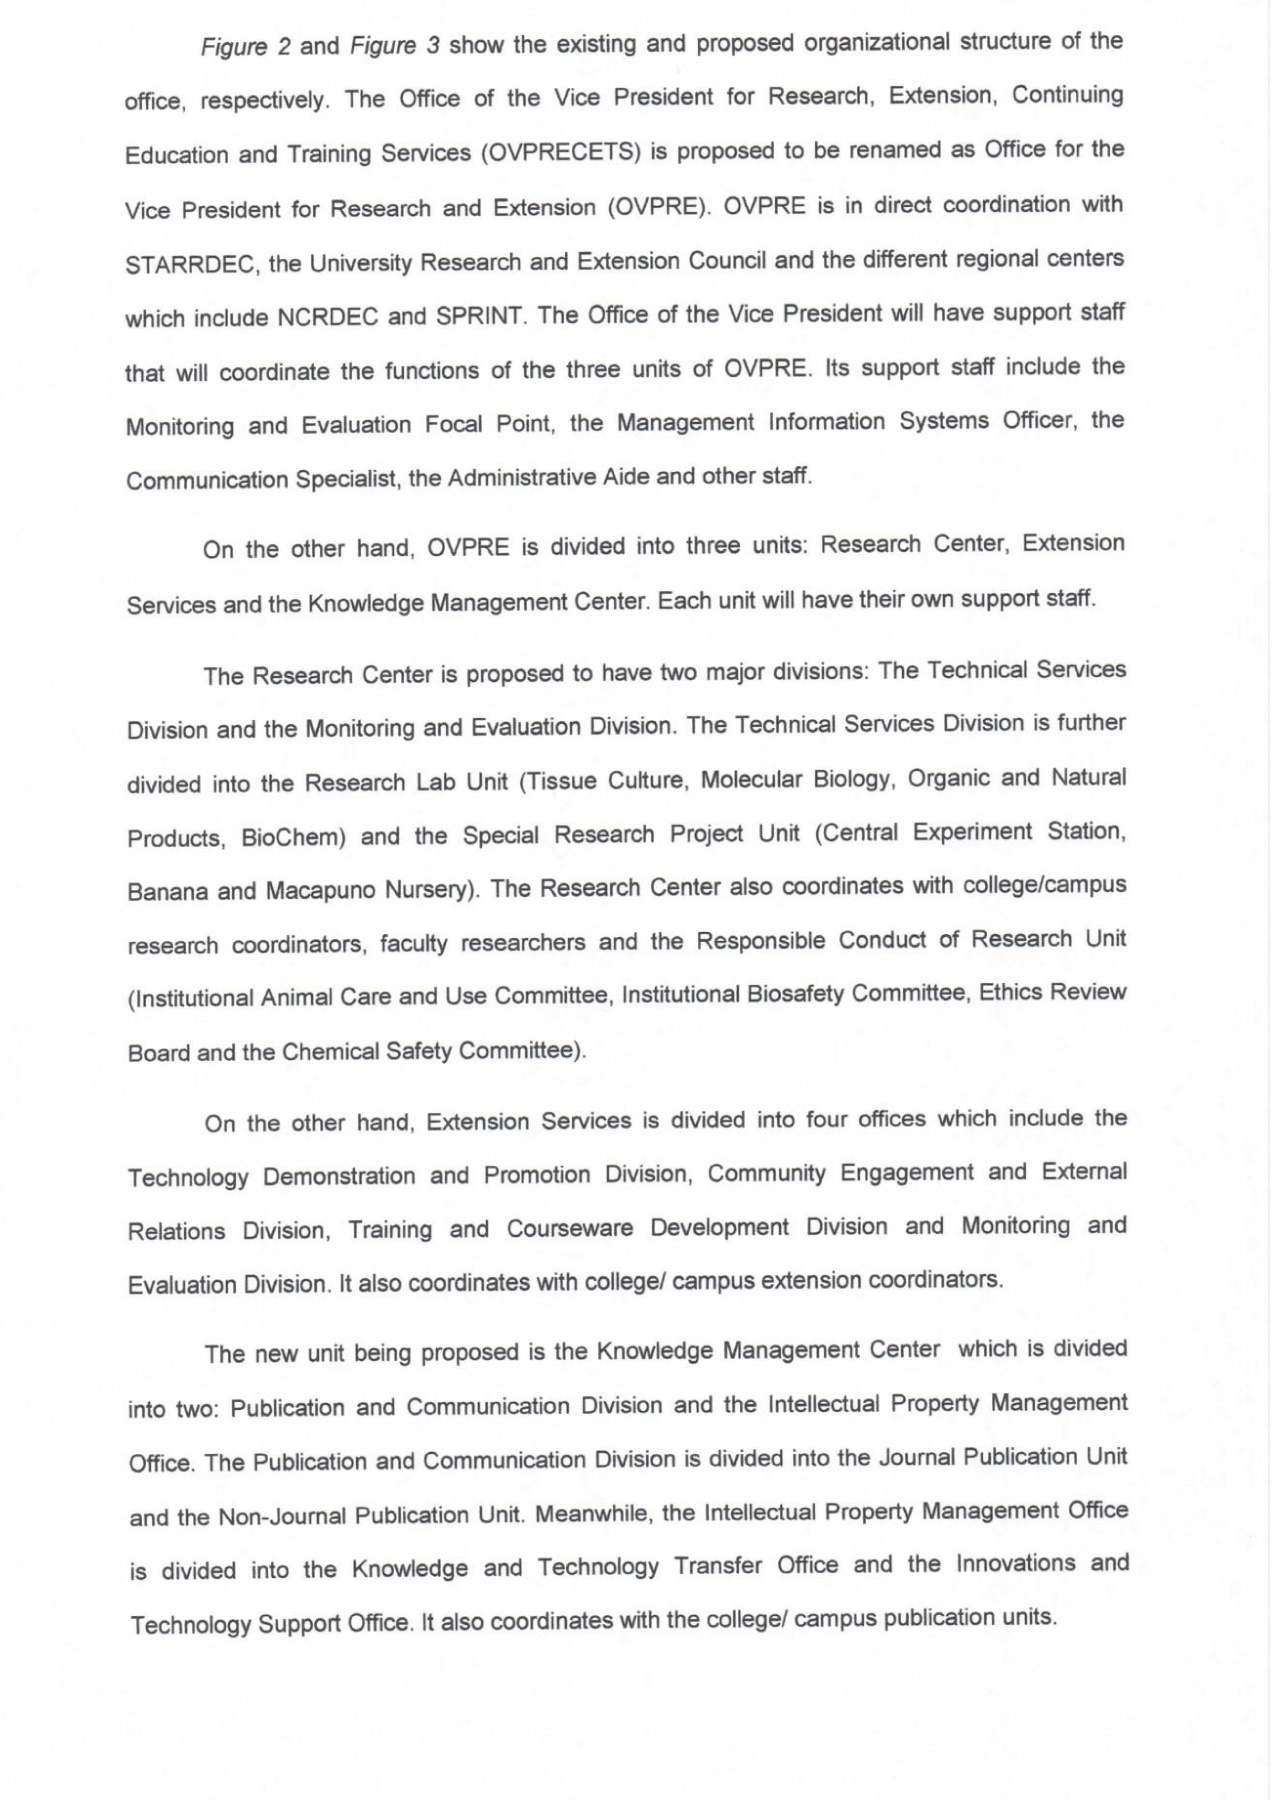 Figure 2 and Figure 3 show the existing and proposed organizational structure of the
office, respectively. The Office of the Vice President for Research, Extension, Continuing
Education and Training Services (OVPRECETS) is proposed to be renamed as Office for the
Vice President for Research and Extension (OVPRE). OVPRE is in direct coordination with
STARRDEC, the University Research and Extension Council and the different regional centers
which include NCRDEC and SPRINT. The Office of the Vice President will have support staff
that will coordinate the functions of the three units of OVPRE. Its support staff include the
Monitoring and Evaluation Focal Point, the Management Information Systems Officer, the
Communication Specialist, the Administrative Aide and other staff.
On the other hand, OVPRE is divided into three units: Research Center, Extension
Services and the Knowledge Management Center. Each unit will have their own support staff.
The Research Center is proposed to have two major divisions: The Technical Services
Division and the Monitoring and Evaluation Division. The Technical Services Division is further
divided into the Research Lab Unit (Tissue Culture, Molecular Biology, Organic and Natural
Products, BioChem) and the Special Research Project Unit (Central Experiment Station,
Banana and Macapuno Nursery). The Research Center also coordinates with college/campus
research coordinators, faculty researchers and the Responsible Conduct of Research Unit
(Institutional Animal Care and Use Committee, Institutional Biosafety Committee, Ethics Review
Board and the Chemical Safety Committee).
On the other hand, Extension Services is divided into four offices which include the
Technology Demonstration and Promotion Division, Community Engagement and External
Relations Division, Training and Courseware Development Division and Monitoring and
Evaluation Division. It also coordinates with college/ campus extension coordinators.
The new unit being proposed is the Knowledge Management Center which is divided
into two: Publication and Communication Division and the Intellectual Property Management
Office. The Publication and Communication Division is divided into the Journal Publication Unit
and the Non-Journal Publication Unit. Meanwhile, the Intellectual Property Management Office
is divided into the Knowledge and Technology Transfer Office and the Innovations and
Technology Support Office. It also coordinates with the college/ campus publication units.